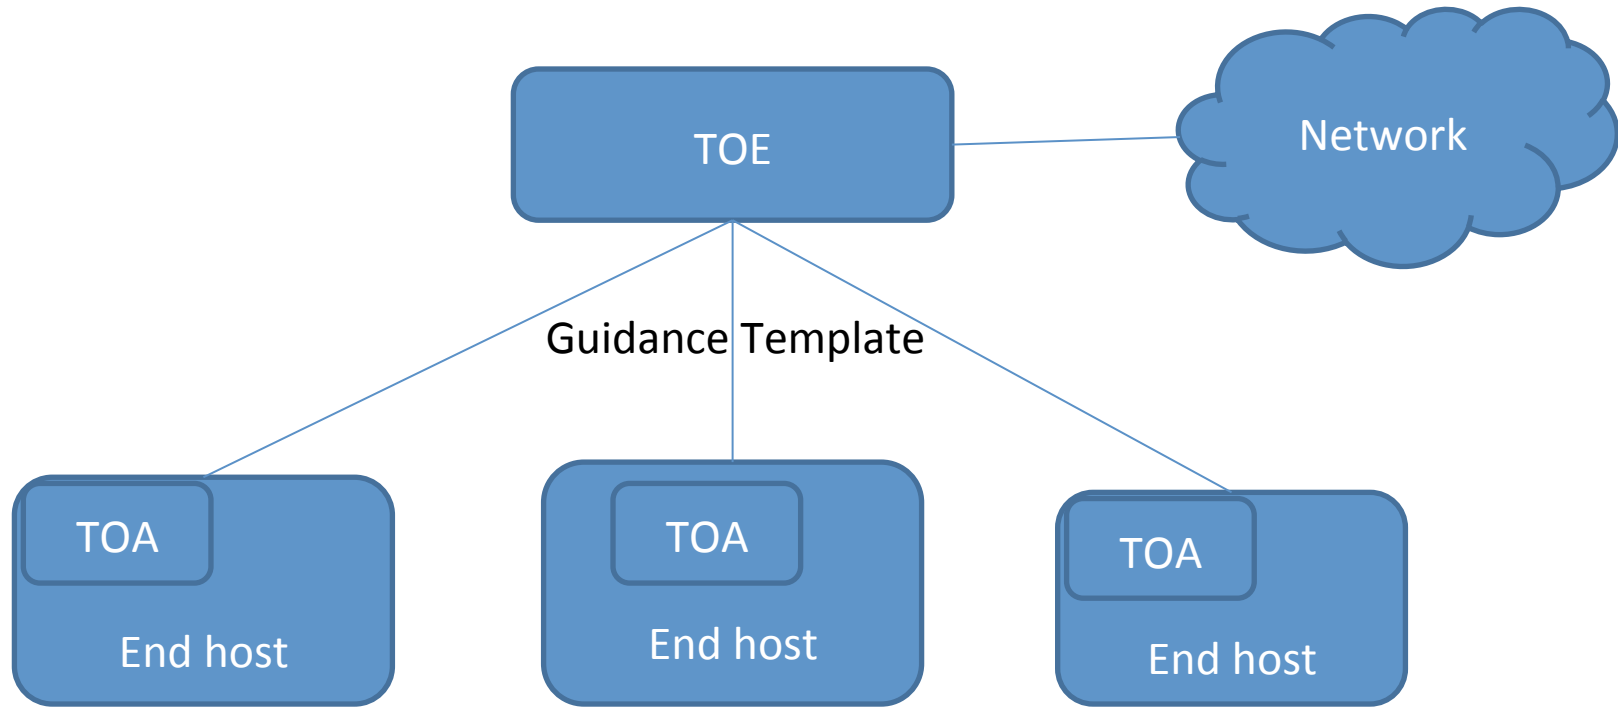 TOE
Network
Guidance Template
TOA
TOA
TOA
End host
End host
End host